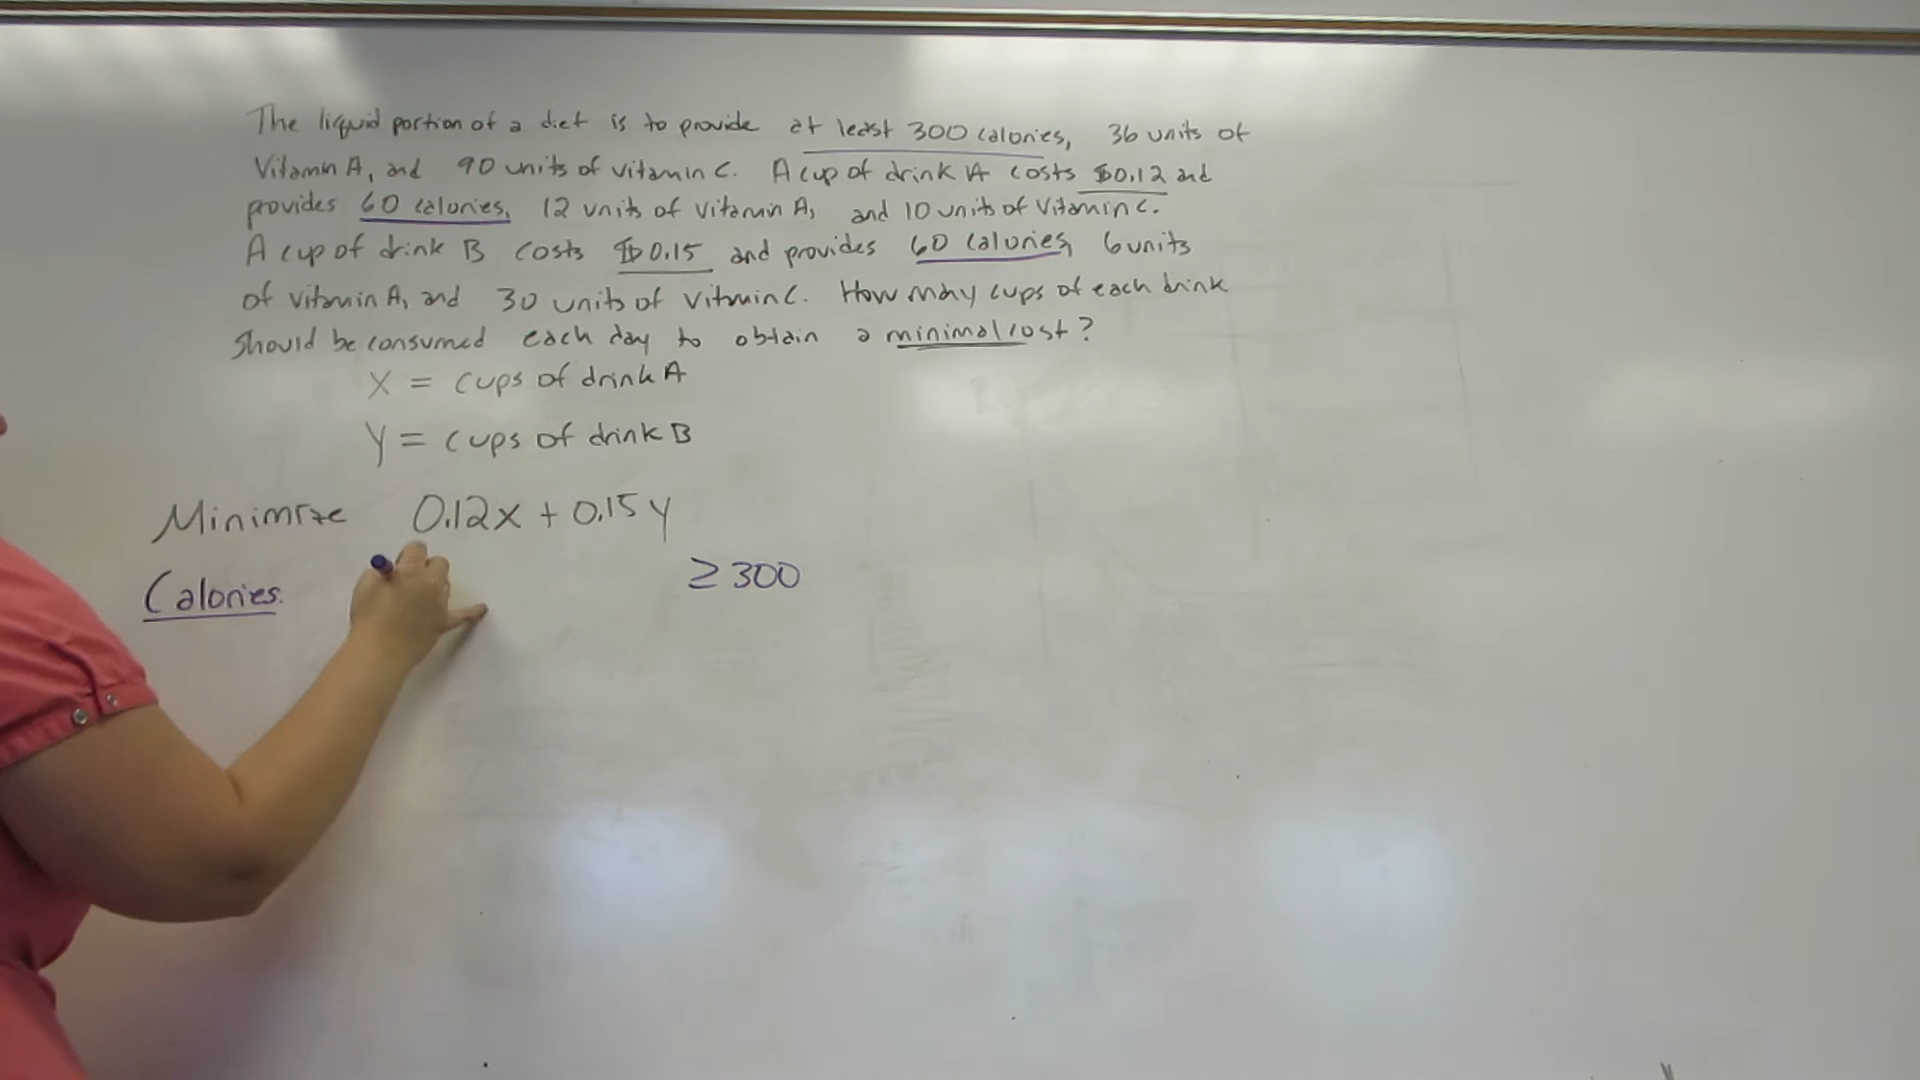 The liquid portion of a diet is to provide at least 300 calories, 36 units of
Vitamin A, and 90 units of vitamin C. A cup of drink A costs $0.12 and
provides 60 calories, 12 units of vitamin A, and 10 units of Vitamin C.
A cup of drink B costs $0.15 and provides 60 calories, 6 units
of vitamin A, and 30 units of vitamin C. How may cups of each drink
should be consumed each day to obtain a minimal cost?
X = cups of drink A
Y = cups of drink B
Minimize 0.12x + 0.15y
Calories. ≥ 300